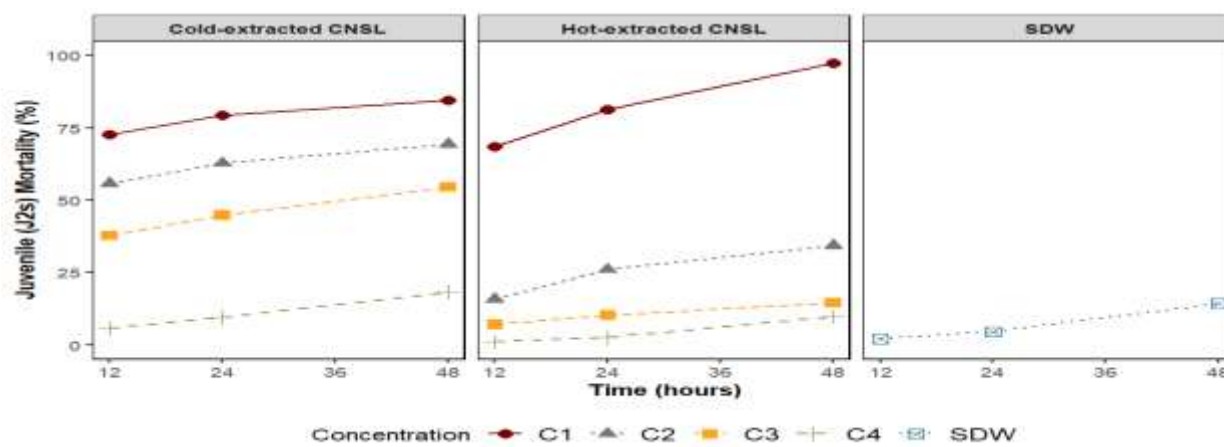 Cold-extracted CNSL Hot-extracted CNSL SDW
Juvenile (J2s) Mortality (%)
100
75
50
25
0
12 24 36 48 12 24 36 48 12 24 36 48
Time (hours)
Concentration C1 C2 C3 C4 SDW